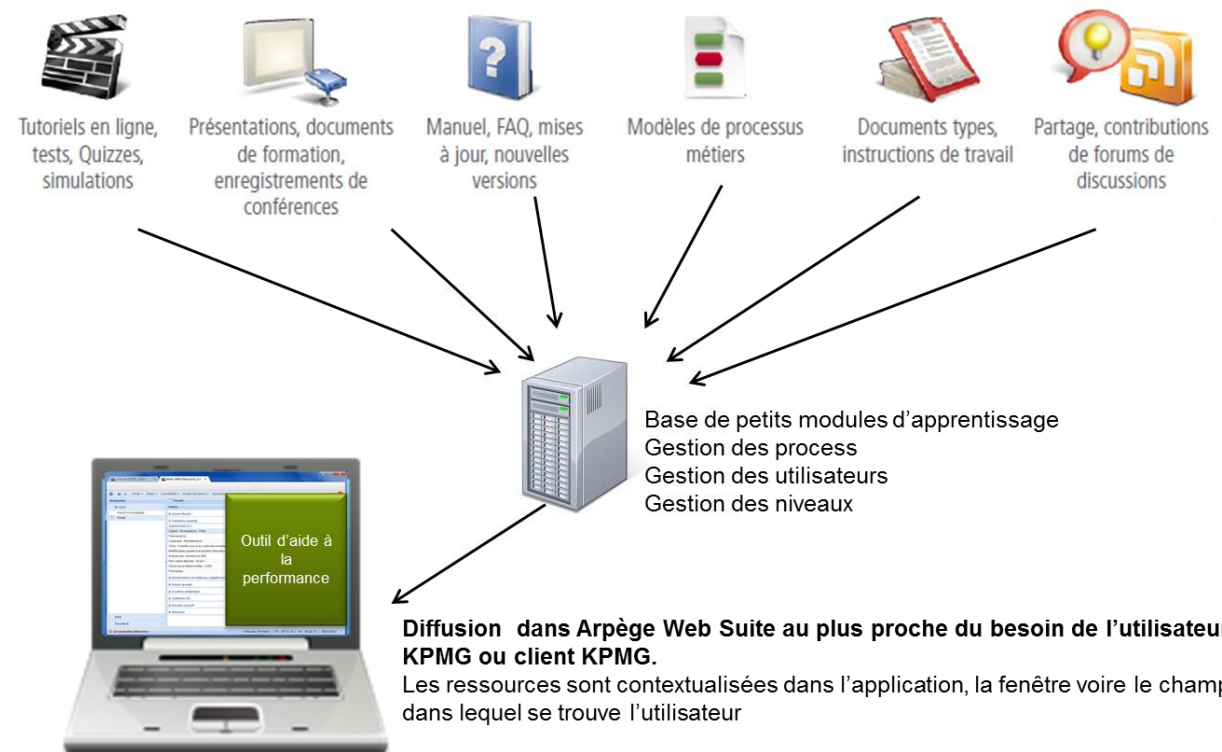 Tutoriels en ligne,
tests, Quizzes,
simulations
Présentations, documents
de formation,
enregistrements de
conférences
Manuel, FAQ, mises
à jour, nouvelles
versions
Modèles de processus
métiers
Documents types,
instructions de travail
Partage, contributions
de forums de
discussions
Base de petits modules d’apprentissage
Gestion des process
Gestion des utilisateurs
Gestion des niveaux
Outil d’aide à
la
performance
Diffusion dans Arpège Web Suite au plus proche du besoin de l’utilisateur
KPMG ou client KPMG.
Les ressources sont contextualisées dans l’application, la fenêtre voire le champ
dans lequel se trouve l’utilisateur